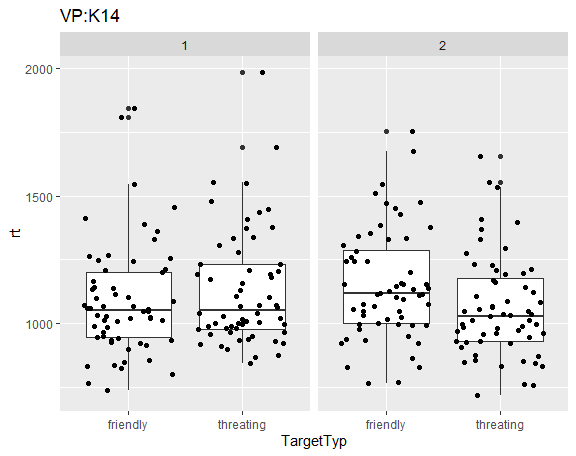 VP:K14
1 2
2000
1500
1000
rt
friendly threating friendly threating
TargetTyp